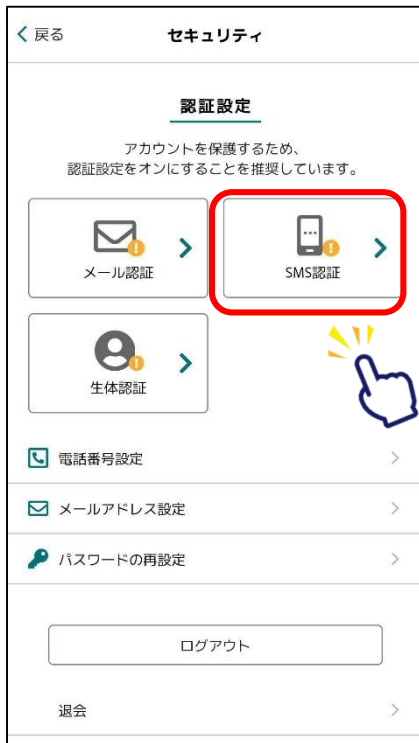 戻る
セキュリティ
認証設定
アカウントを保護するため、
認証設定をオンにすることを推奨しています。
メール認証
SMS認証
生体認証
電話番号設定
メールアドレス設定
パスワードの再設定
ログアウト
退会